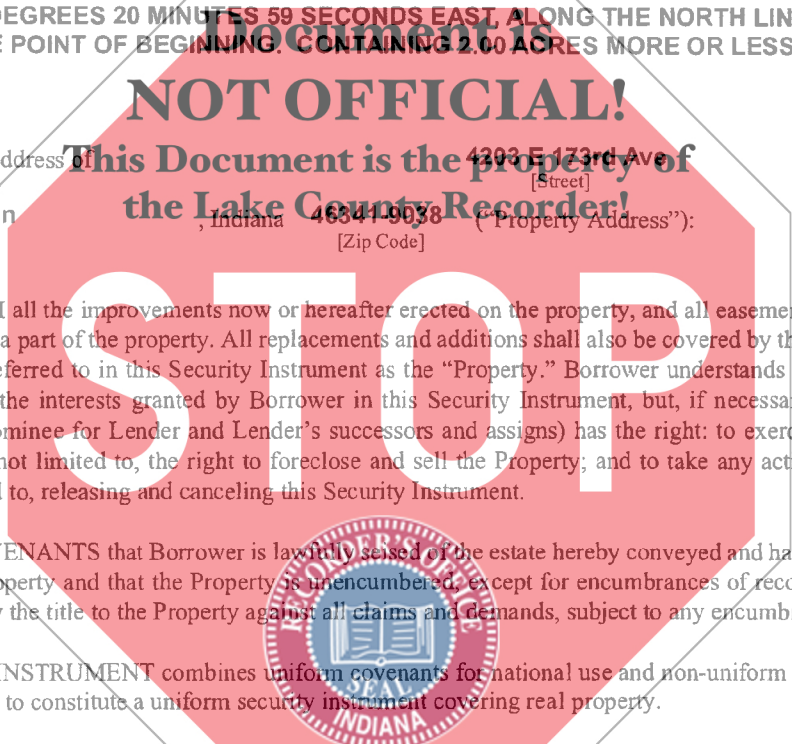 DEGREES 20 MINUTES 59 SECONDS EAST, ALONG THE NORTH LIN
E POINT OF BEGINNING. CONTAINING 2.00 ACRES MORE OR LESS
Document is
NOT OFFICIAL!
This Document is the property of
the Lake County Recorder!
ddress of 4203 E 173rd Ave
[Street]
n , Indiana 46341-9038 ("Property Address"):
[Zip Code]
STOP
all the improvements now or hereafter erected on the property, and all easemen
a part of the property. All replacements and additions shall also be covered by th
eferred to in this Security Instrument as the "Property." Borrower understands
the interests granted by Borrower in this Security Instrument, but, if necessa
ominee for Lender and Lender's successors and assigns) has the right: to exerc
not limited to, the right to foreclose and sell the Property; and to take any acti
d to, releasing and canceling this Security Instrument.
ENANTS that Borrower is lawfully seised of the estate hereby conveyed and ha
operty and that the Property is unencumbered, except for encumbrances of reco
y the title to the Property against all claims and demands, subject to any encumb
INSTRUMENT combines uniform covenants for national use and non-uniform
to constitute a uniform security instrument covering real property.
RECORDER'S OFFICE
SEAL
INDIANA